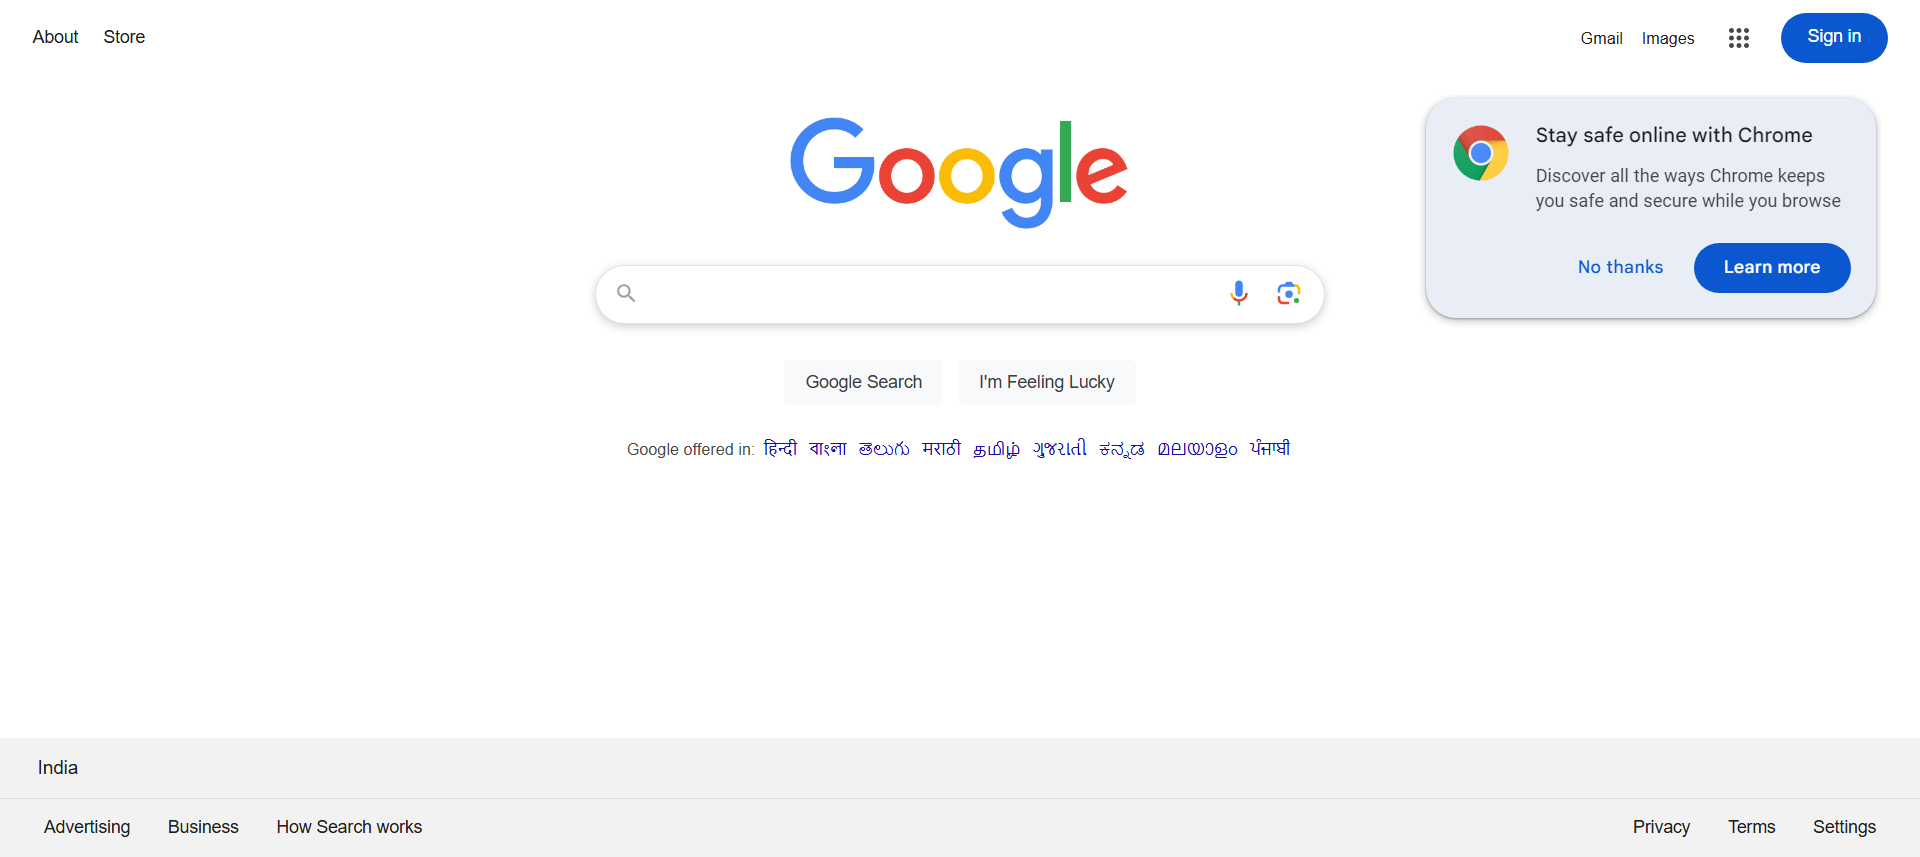 About Store
Gmail Images Sign in
Google
Stay safe online with Chrome
Discover all the ways Chrome keeps
you safe and secure while you browse
No thanks Learn more
Google Search I'm Feeling Lucky
Google offered in: हिन्दी বাংলা తెలుగు मराठी தமிழ் ગુજરાતી ಕನ್ನಡ മലയാളം ਪੰਜਾਬੀ
India
Advertising Business How Search works
Privacy Terms Settings